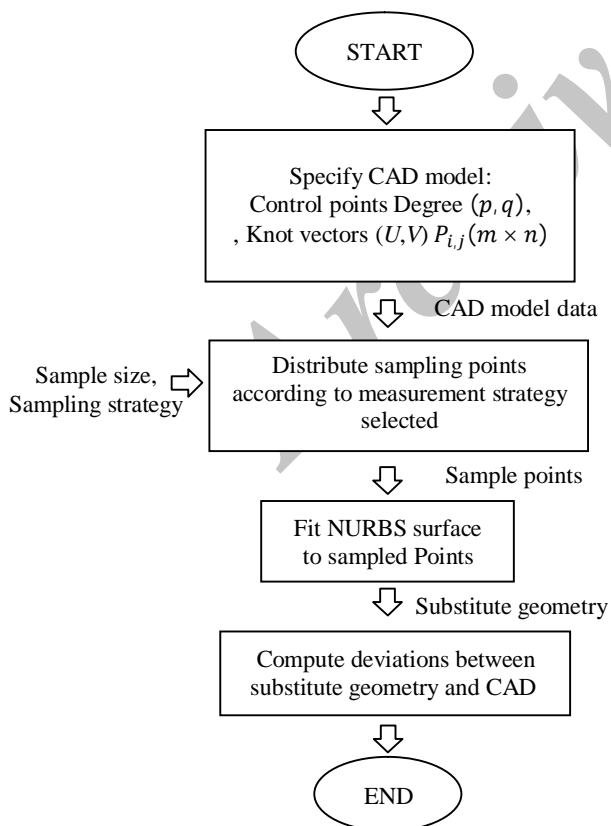 START
Specify CAD model:
Control points Degree (p, q),
, Knot vectors (U,V) P_{i,j}(m × n)
CAD model data
Sample size,
Sampling strategy
Distribute sampling points
according to measurement strategy
selected
Sample points
Fit NURBS surface
to sampled Points
Substitute geometry
Compute deviations between
substitute geometry and CAD
END